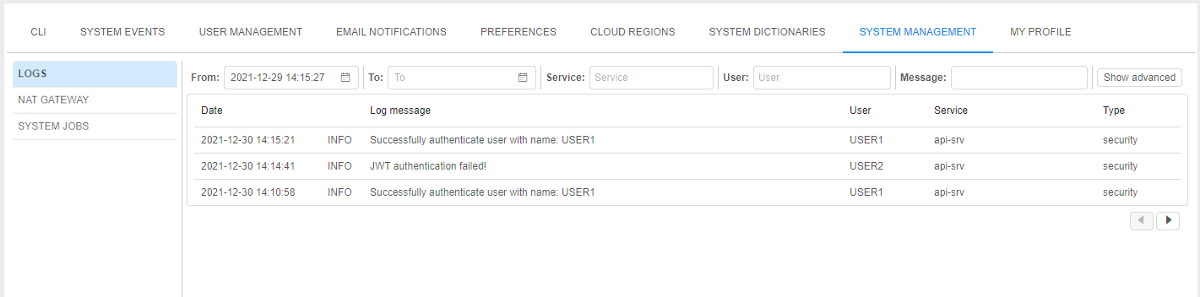 CLI SYSTEM EVENTS USER MANAGEMENT EMAIL NOTIFICATIONS PREFERENCES CLOUD REGIONS SYSTEM DICTIONARIES SYSTEM MANAGEMENT MY PROFILE
LOGS
NAT GATEWAY
SYSTEM JOBS
From: 2021-12-29 14:15:27 To: To Service: Service User: User Message: Show advanced
Date Log message User Service Type
2021-12-30 14:15:21 INFO Successfully authenticate user with name: USER1 USER1 api-srv security
2021-12-30 14:14:41 INFO JWT authentication failed! USER2 api-srv security
2021-12-30 14:10:58 INFO Successfully authenticate user with name: USER1 USER1 api-srv security